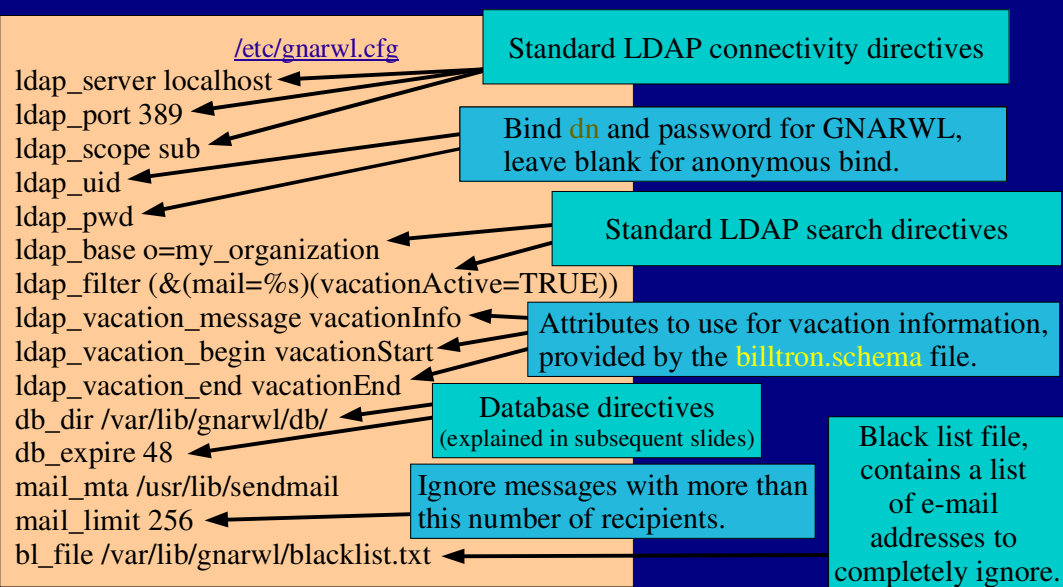 /etc/gnarwl.cfg
ldap_server localhost
ldap_port 389
ldap_scope sub
ldap_uid
ldap_pwd
ldap_base o=my_organization
ldap_filter (&(mail=%s)(vacationActive=TRUE))
ldap_vacation_message vacationInfo
ldap_vacation_begin vacationStart
ldap_vacation_end vacationEnd
db_dir /var/lib/gnarwl/db/
db_expire 48
mail_mta /usr/lib/sendmail
mail_limit 256
bl_file /var/lib/gnarwl/blacklist.txt
Standard LDAP connectivity directives
Bind dn and password for GNARWL,
leave blank for anonymous bind.
Standard LDAP search directives
Attributes to use for vacation information,
provided by the billtron.schema file.
Database directives
(explained in subsequent slides)
Ignore messages with more than
this number of recipients.
Black list file,
contains a list
of e-mail
addresses to
completely ignore.